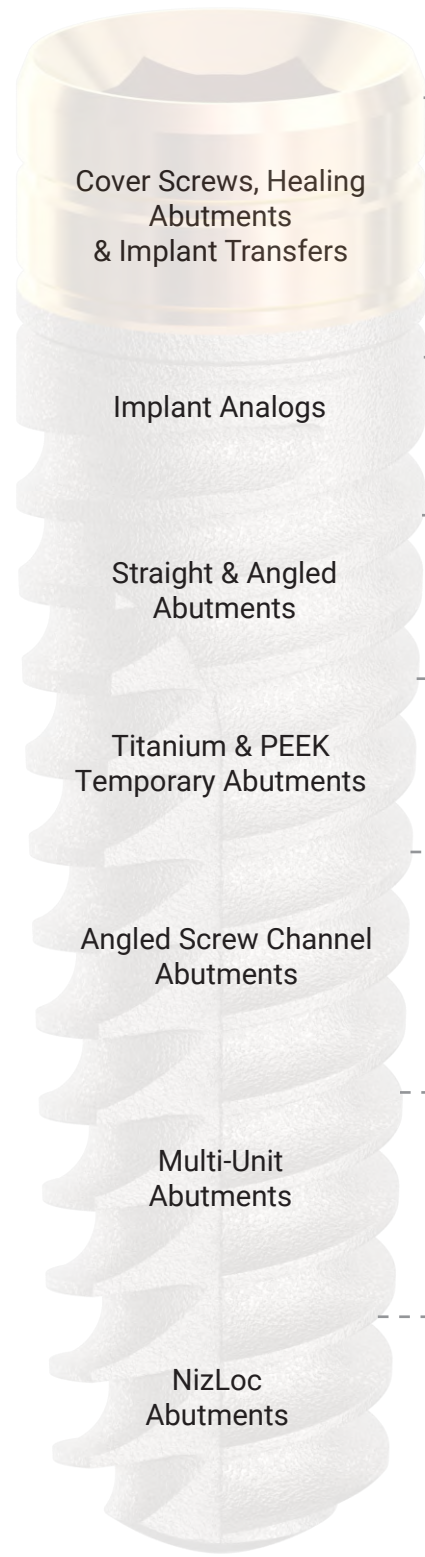 Cover Screws, Healing
Abutments
& Implant Transfers
Implant Analogs
Straight & Angled
Abutments
Titanium & PEEK
Temporary Abutments
Angled Screw Channel
Abutments
Multi-Unit
Abutments
NizLoc
Abutments